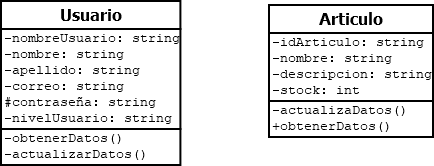 Usuario
-nombreUsuario: string
-nombre: string
-apellido: string
-correo: string
#contraseña: string
-nivelUsuario: string
-obtenerDatos()
-actualizarDatos()
Articulo
-idArticulo: string
-nombre: string
-descripcion: string
-stock: int
-actualizaDatos()
+obtenerDatos()